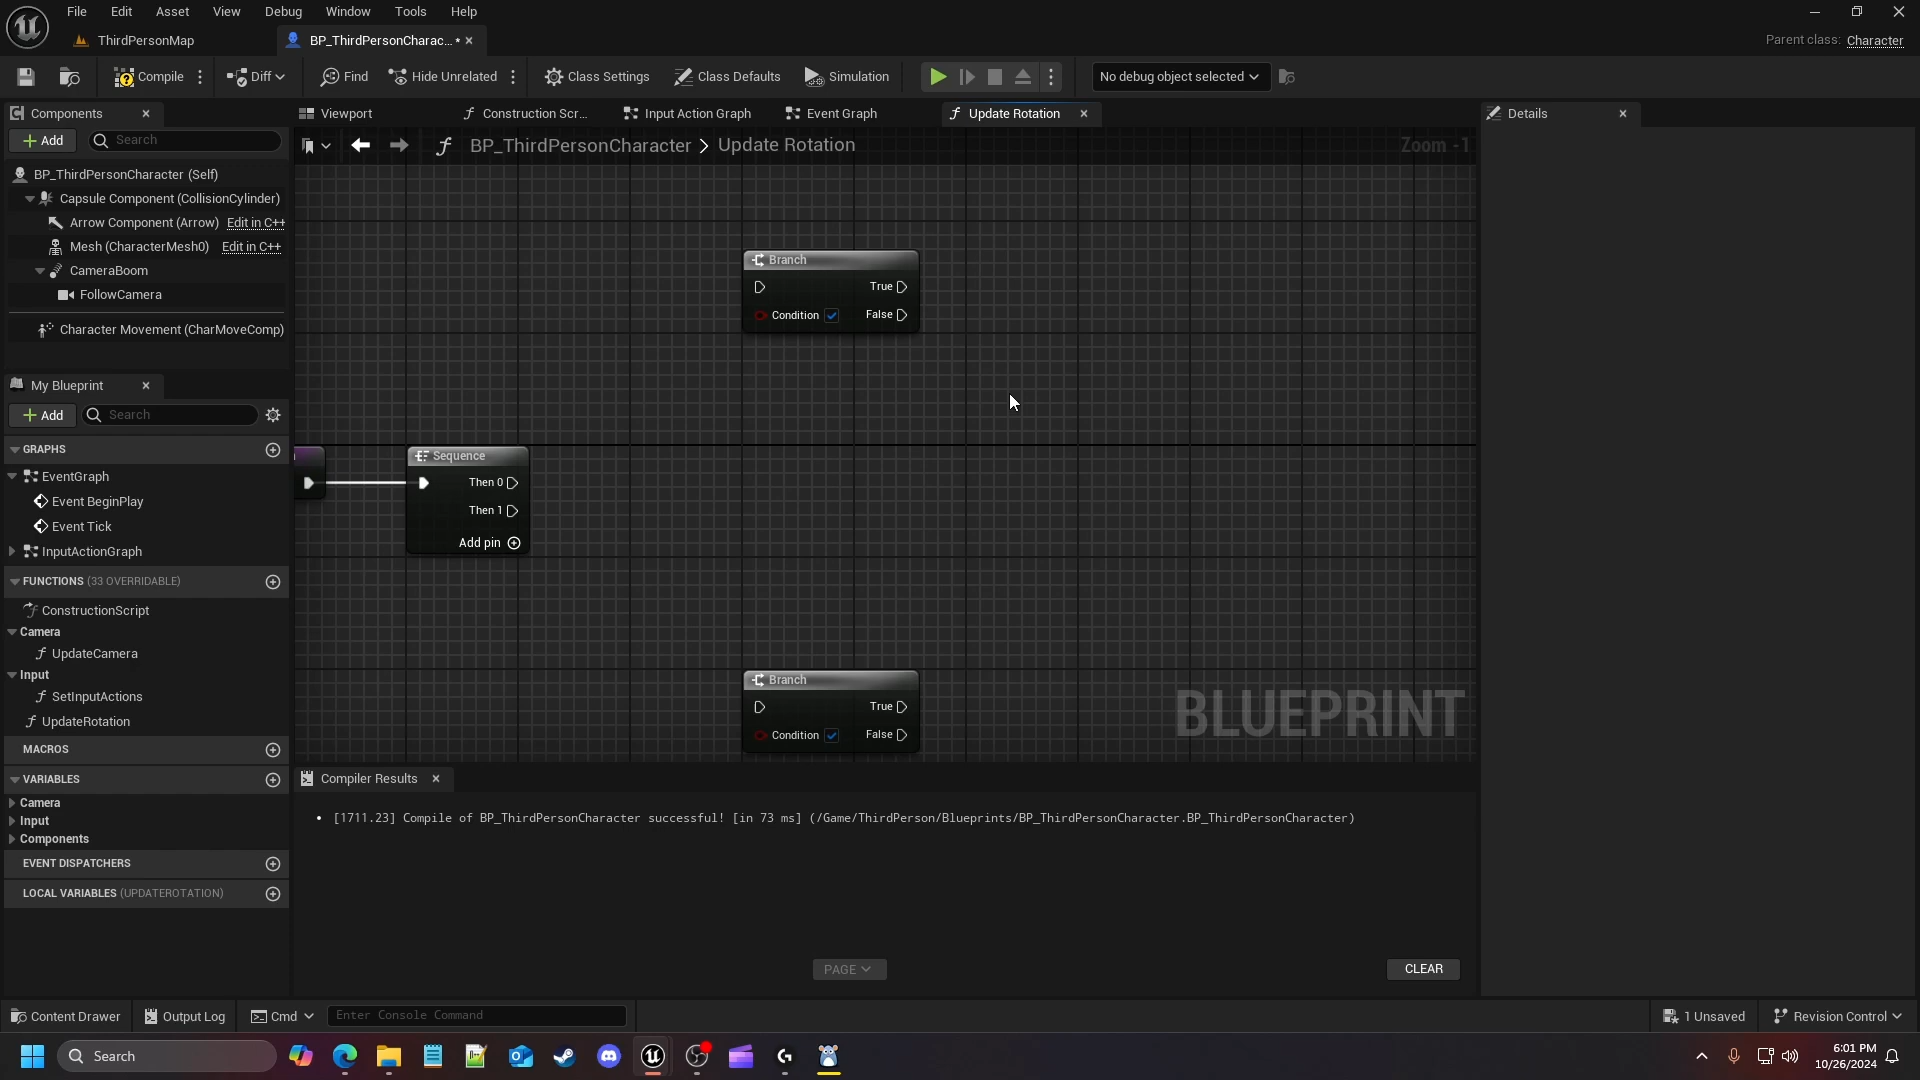 File Edit Asset View Debug Window Tools Help
ThirdPersonMap
BP_ThirdPersonCharac... •
Parent class: Character
Compile
Diff
Find
Hide Unrelated
Class Settings
Class Defaults
Simulation
No debug object selected
Components
Add
Search
BP_ThirdPersonCharacter (Self)
Capsule Component (CollisionCylinder)
Arrow Component (Arrow) Edit in C++
Mesh (CharacterMesh0) Edit in C++
CameraBoom
FollowCamera
Character Movement (CharMoveComp)
My Blueprint
Add
Search
GRAPHS
EventGraph
Event BeginPlay
Event Tick
InputActionGraph
FUNCTIONS (33 OVERRIDABLE)
ConstructionScript
Camera
UpdateCamera
Input
SetInputActions
UpdateRotation
MACROS
VARIABLES
Camera
Input
Components
EVENT DISPATCHERS
LOCAL VARIABLES (UPDATEROTATION)
Viewport
Construction Scr...
Input Action Graph
Event Graph
Update Rotation
BP_ThirdPersonCharacter > Update Rotation
Zoom -1
Branch
True
Condition
False
Sequence
Then 0
Then 1
Add pin
Branch
True
Condition
False
BLUEPRINT
Compiler Results
• [1711.23] Compile of BP_ThirdPersonCharacter successful! [in 73 ms] (/Game/ThirdPerson/Blueprints/BP_ThirdPersonCharacter.BP_ThirdPersonCharacter)
PAGE
CLEAR
Details
Content Drawer
Output Log
Cmd
Enter Console Command
1 Unsaved
Revision Control
Search
6:01 PM
10/26/2024